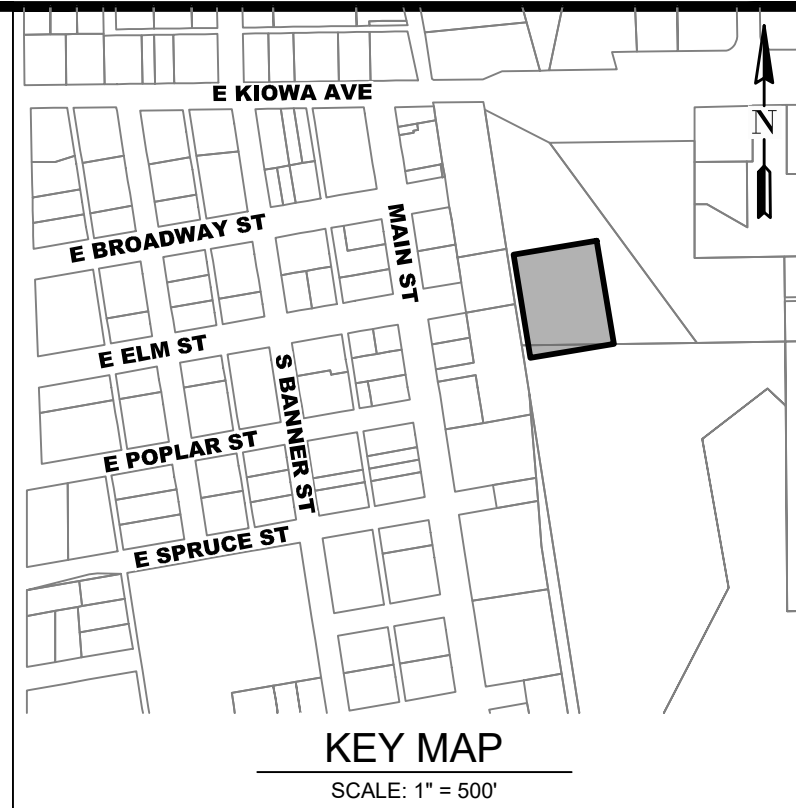 E KIOWA AVE
N
E BROADWAY ST
MAIN ST
E ELM ST
S BANNER ST
E POPLAR ST
E SPRUCE ST
KEY MAP
SCALE: 1" = 500'